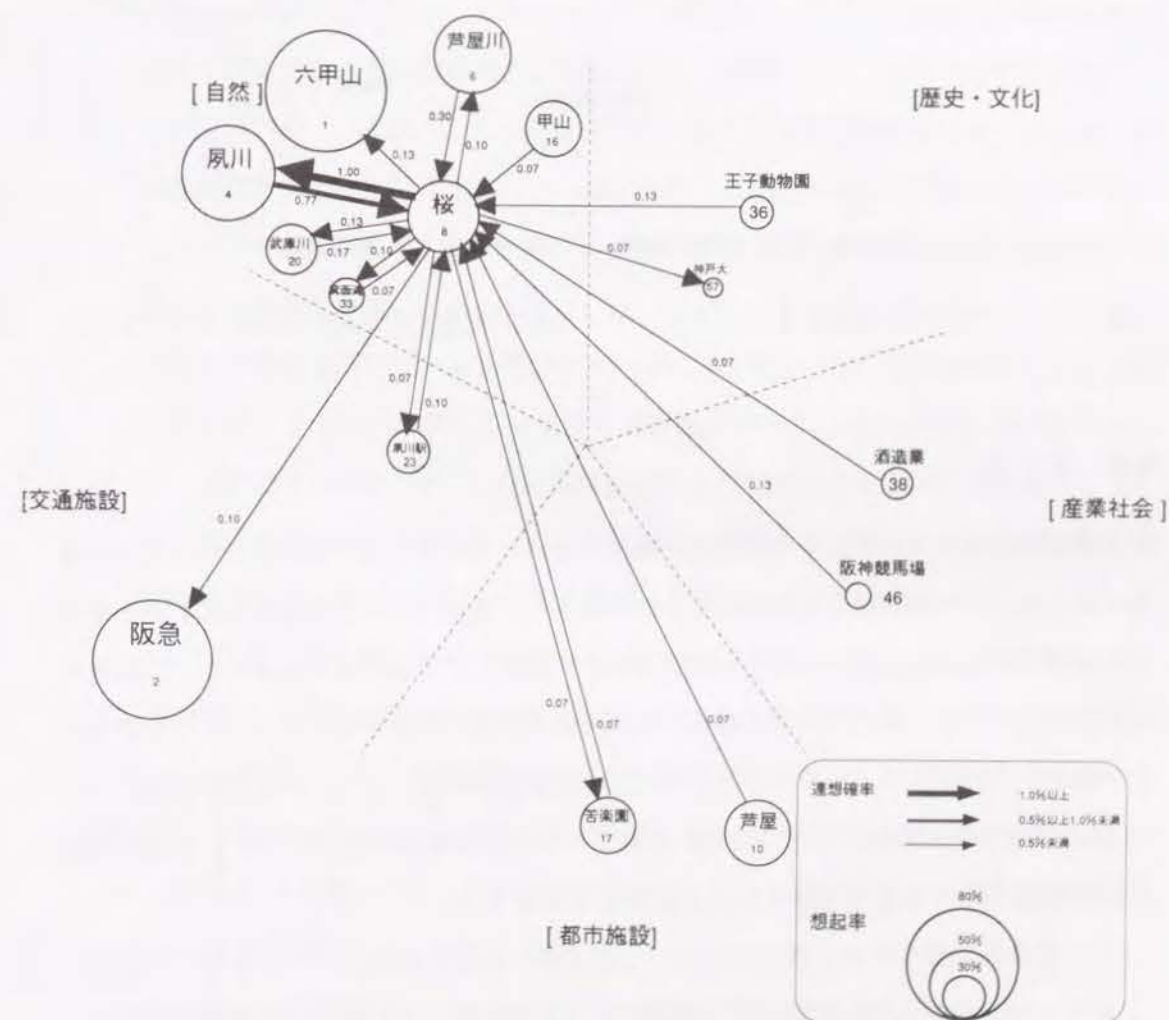 芦屋川
6
六甲山
1
[自然]
[歴史・文化]
甲山
16
0.30
0.10
0.13
0.07
夙川
4
1.00
0.77
桜
8
王子動物園
36
0.13
武庫川
20
0.13
0.17
0.10
0.07
33
0.07
神戸大
57
0.07
0.07
0.10
夙川駅
23
酒造業
38
[交通施設]
0.10
0.13
[産業社会]
阪神競馬場
46
阪急
2
0.07
0.07
0.07
苦楽園
17
芦屋
10
[都市施設]
連想確率
1.0%以上
0.5%以上1.0%未満
0.5%未満
想起率
80%
50%
30%